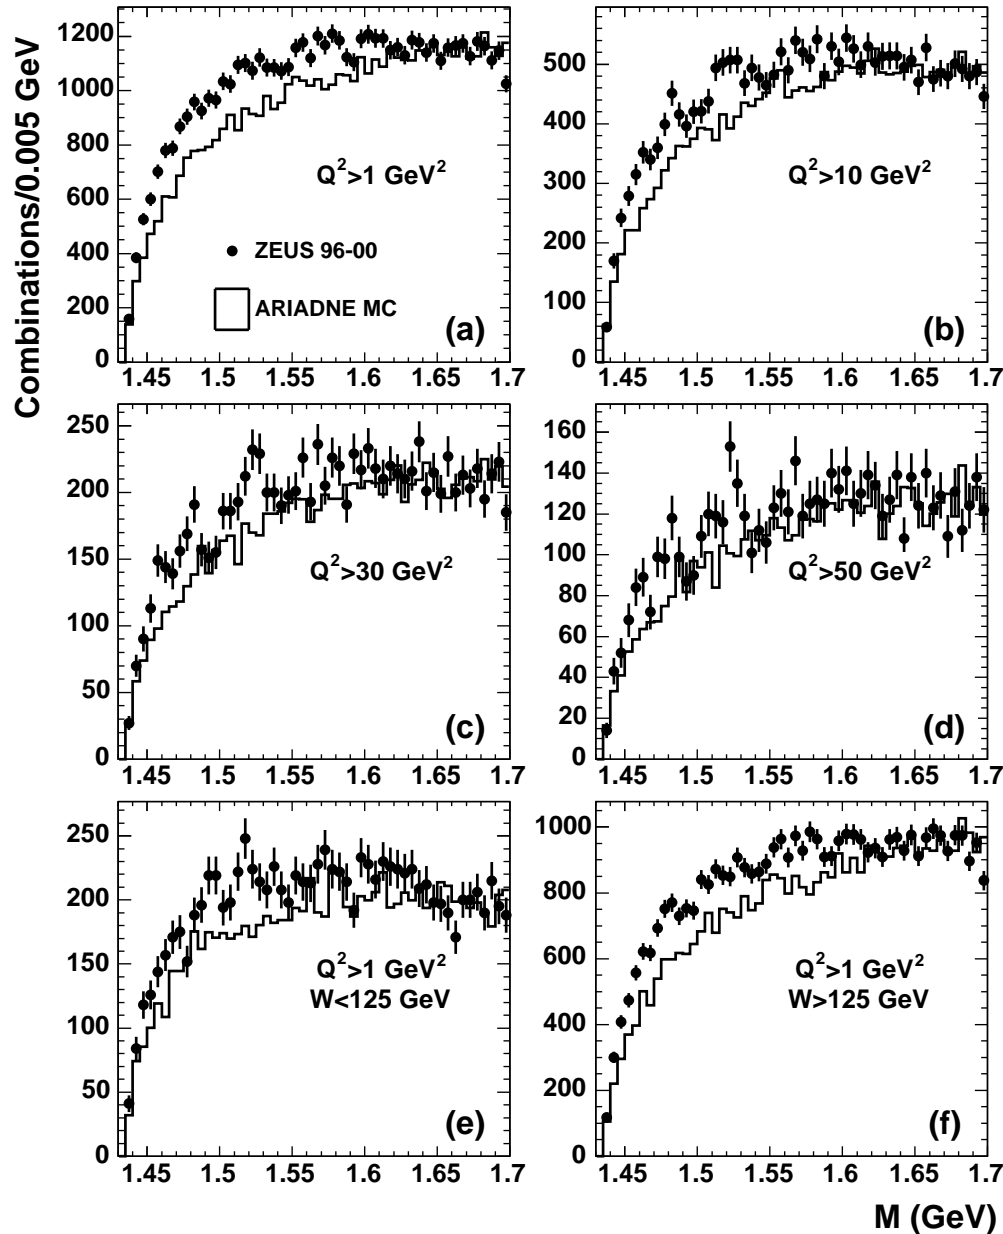 Combinations/0.005 GeV
1200
1000
800
600
400
200
0
1.45 1.5 1.55 1.6 1.65 1.7
Q²>1 GeV²
ZEUS 96-00
ARIADNE MC
(a)
500
400
300
200
100
0
1.45 1.5 1.55 1.6 1.65 1.7
Q²>10 GeV²
(b)
250
200
150
100
50
0
1.45 1.5 1.55 1.6 1.65 1.7
Q²>30 GeV²
(c)
160
140
120
100
80
60
40
20
0
1.45 1.5 1.55 1.6 1.65 1.7
Q²>50 GeV²
(d)
250
200
150
100
50
0
1.45 1.5 1.55 1.6 1.65 1.7
Q²>1 GeV²
W<125 GeV
(e)
1000
800
600
400
200
0
1.45 1.5 1.55 1.6 1.65 1.7
Q²>1 GeV²
W>125 GeV
(f)
M (GeV)